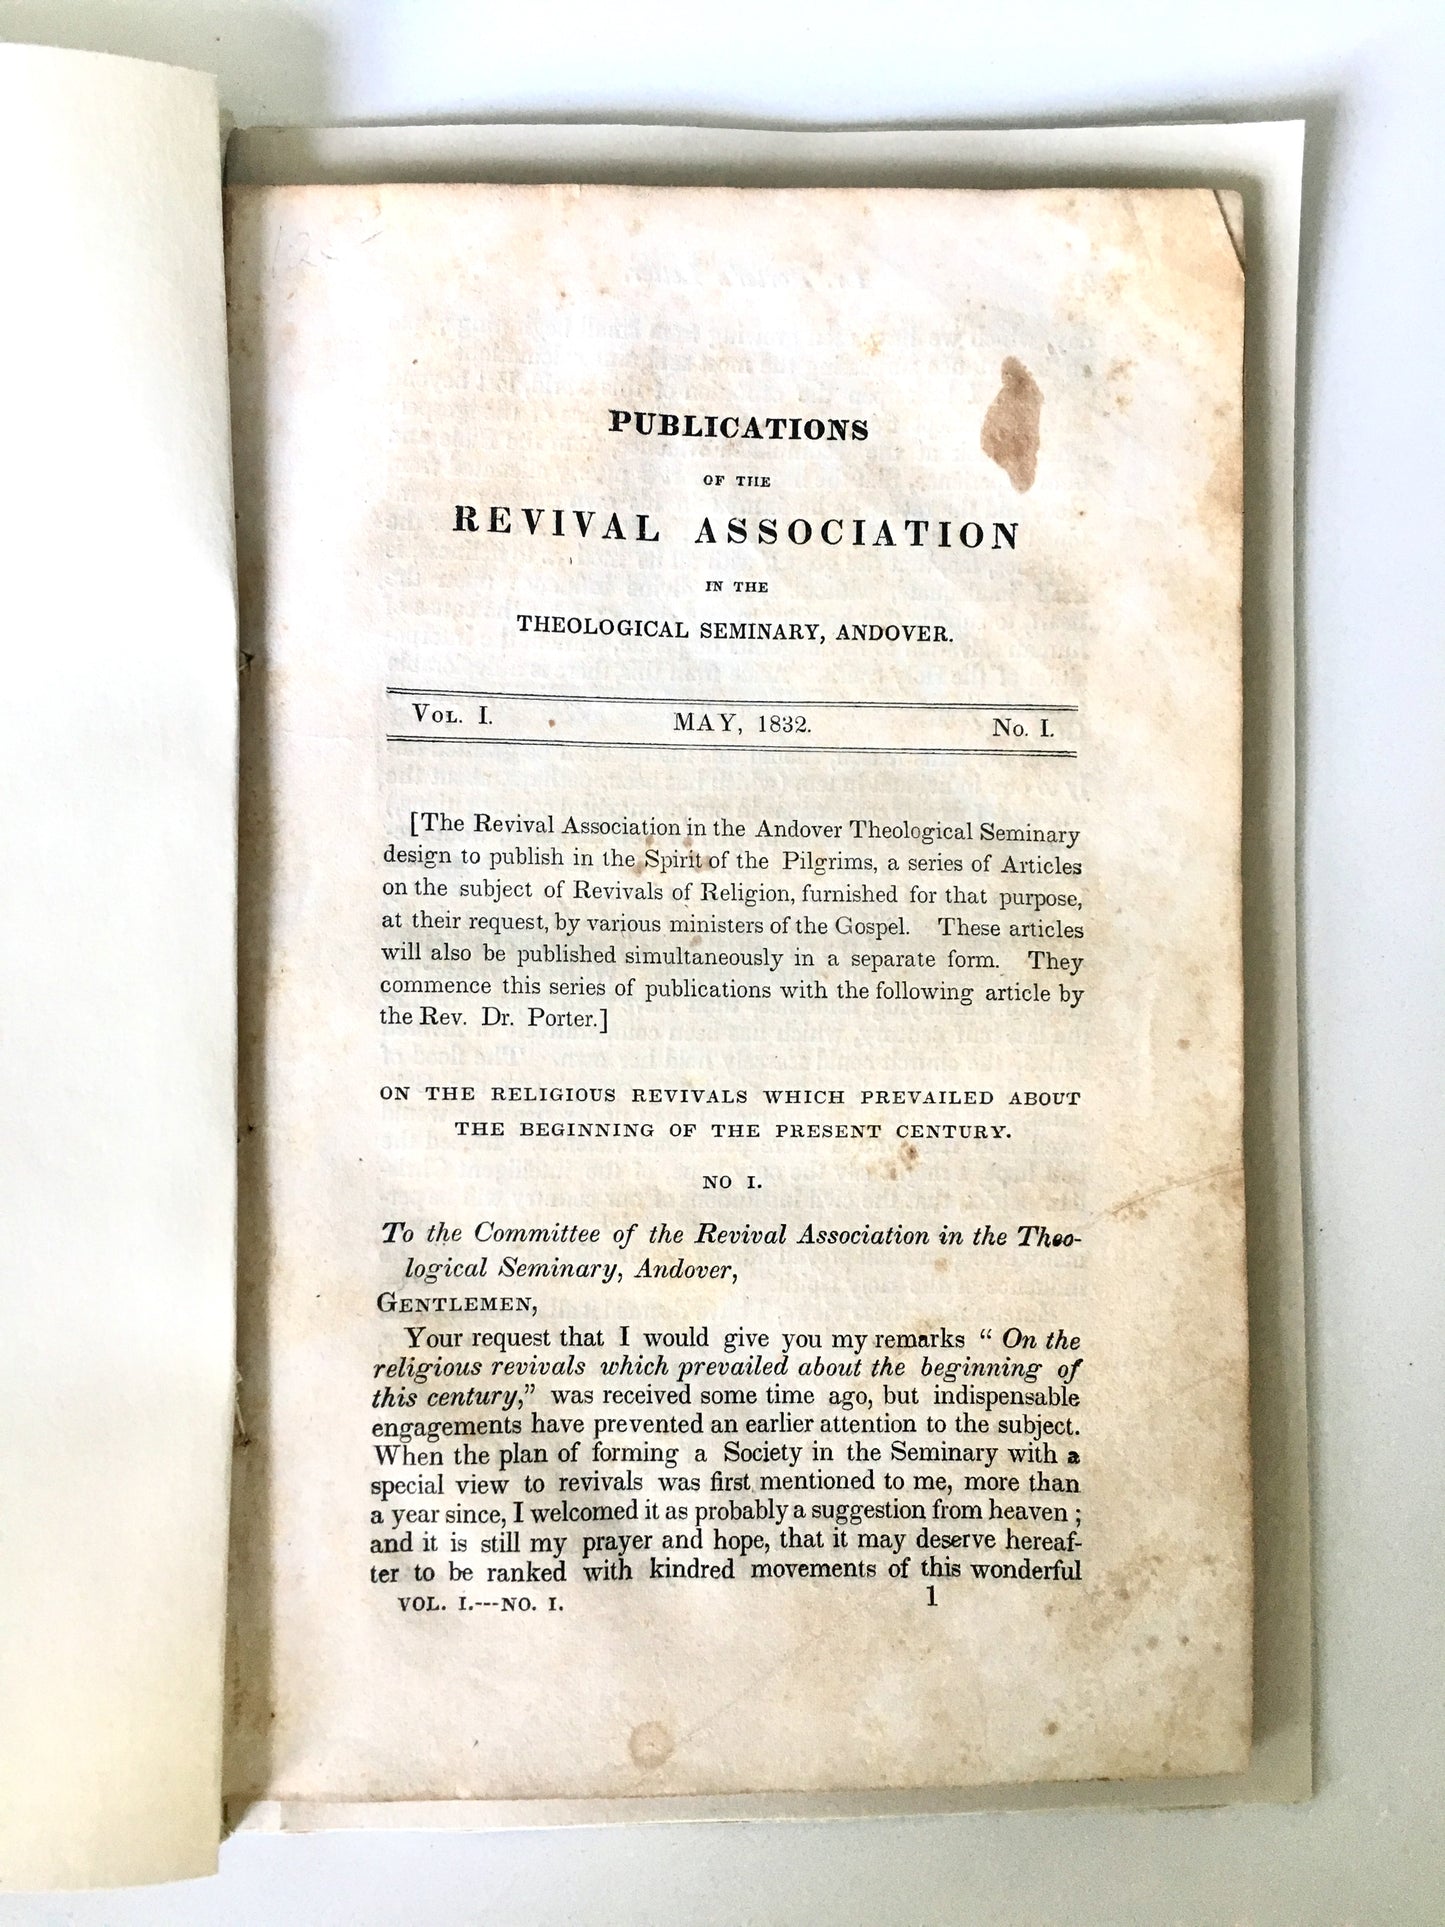 PUBLICATIONS
OF THE
REVIVAL ASSOCIATION
IN THE
THEOLOGICAL SEMINARY, ANDOVER.
VOL. I. MAY, 1832. No. I.
[The Revival Association in the Andover Theological Seminary
design to publish in the Spirit of the Pilgrims, a series of Articles
on the subject of Revivals of Religion, furnished for that purpose,
at their request, by various ministers of the Gospel. These articles
will also be published simultaneously in a separate form. They
commence this series of publications with the following article by
the Rev. Dr. Porter.]
ON THE RELIGIOUS REVIVALS WHICH PREVAILED ABOUT
THE BEGINNING OF THE PRESENT CENTURY.
NO I.
To the Committee of the Revival Association in the Theo-
logical Seminary, Andover,
GENTLEMEN,
Your request that I would give you my remarks “ On the
religious revivals which prevailed about the beginning of
this century,” was received some time ago, but indispensable
engagements have prevented an earlier attention to the subject.
When the plan of forming a Society in the Seminary with a
special view to revivals was first mentioned to me, more than
a year since, I welcomed it as probably a suggestion from heaven ;
and it is still my prayer and hope, that it may deserve hereaf-
ter to be ranked with kindred movements of this wonderful
VOL. I.---NO. I. 1